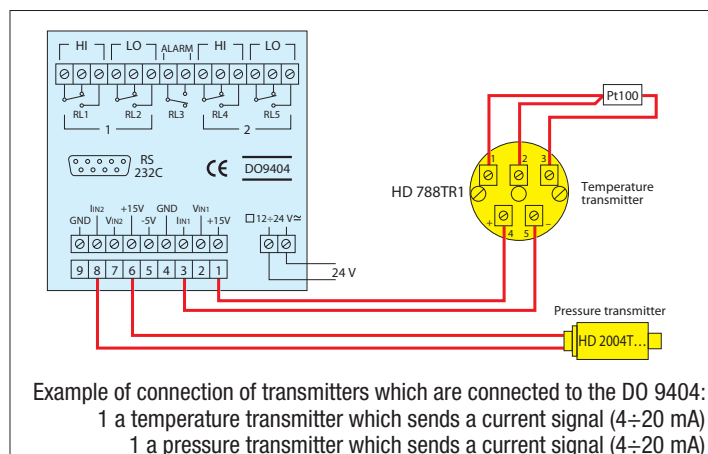 HI LO ALARM HI LO
RL1 RL2 RL3 RL4 RL5
1 2
RS
232C
CE DO9404
IIN2 +15V GND VIN1
GND VIN2 -5V IIN1 +15V
12÷24 V≃
9 8 7 6 5 4 3 2 1
24 V
Pt100
1 2 3
HD 788TR1
Temperature
transmitter
+ 4 5 −
Pressure transmitter
HD 2004T...
Example of connection of transmitters which are connected to the DO 9404:
1 a temperature transmitter which sends a current signal (4÷20 mA)
1 a pressure transmitter which sends a current signal (4÷20 mA)